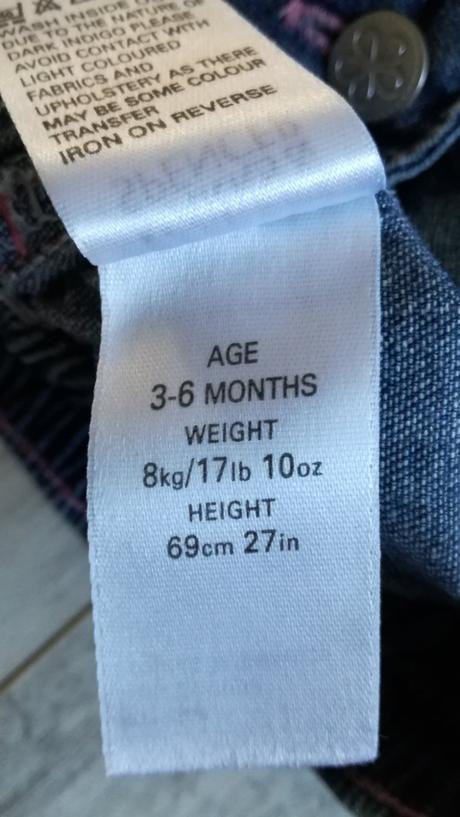 WASH INSIDE OUT
DUE TO THE NATURE OF
DARK INDIGO PLEASE
AVOID CONTACT WITH
LIGHT COLOURED
FABRICS AND
UPHOLSTERY AS THERE
MAY BE SOME COLOUR
TRANSFER
IRON ON REVERSE
AGE
3-6 MONTHS
WEIGHT
8kg/17lb 10oz
HEIGHT
69cm 27in